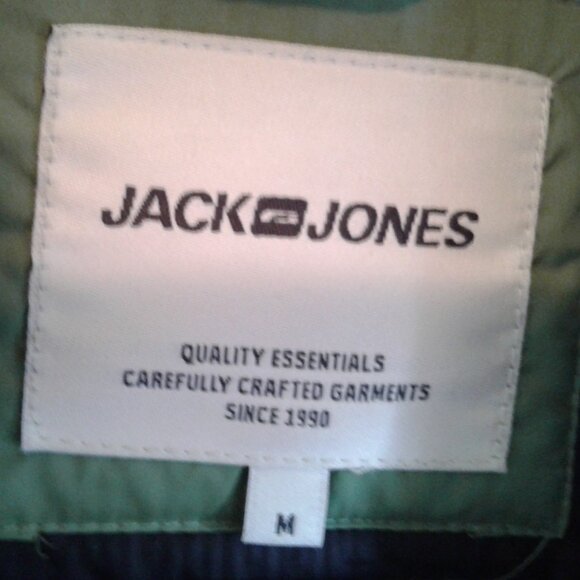 JACK JONES
QUALITY ESSENTIALS
CAREFULLY CRAFTED GARMENTS
SINCE 1990
M